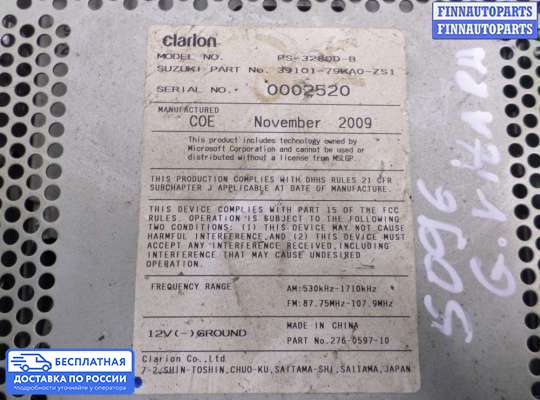 FINNAUTOPARTS
FINNAUTOPARTS
clarion
MODEL NO. PS-3280D-B
SUZUKI PART No. 39101-79KA0-ZS1
SERIAL NO. 0002520
MANUFACTURED
COE November 2009
This product includes technology owned by
Microsoft Corporation and cannot be used or
distributed without a license from MSLGP.
THIS PRODUCTION COMPLIES WITH DHHS RULES 21 CFR
SUBCHAPTER J APPLICABLE AT DATE OF MANUFACTURE.
THIS DEVICE COMPLIES WITH PART 15 OF THE FCC
RULES. OPERATION IS SUBJECT TO THE FOLLOWING
TWO CONDITIONS: (1) THIS DEVICE MAY NOT CAUSE
HARMFUL INTERFERENCE, AND (2) THIS DEVICE MUST
ACCEPT ANY INTERFERENCE RECEIVED, INCLUDING
INTERFERENCE THAT MAY CAUSE UNDESIRED
OPERATION.
FREQUENCY RANGE AM:530kHz-1710kHz
FM:87.75MHz-107.9MHz
12V(-)GROUND MADE IN CHINA
PART No.276-0597-10
Clarion Co.,Ltd
7-2,SHIN-TOSHIN,CHUO-KU,SAITAMA-SHI,SAITAMA,JAPAN
5096
G.VITARA
БЕСПЛАТНАЯ
ДОСТАВКА ПО РОССИИ
подробности уточняйте у оператора